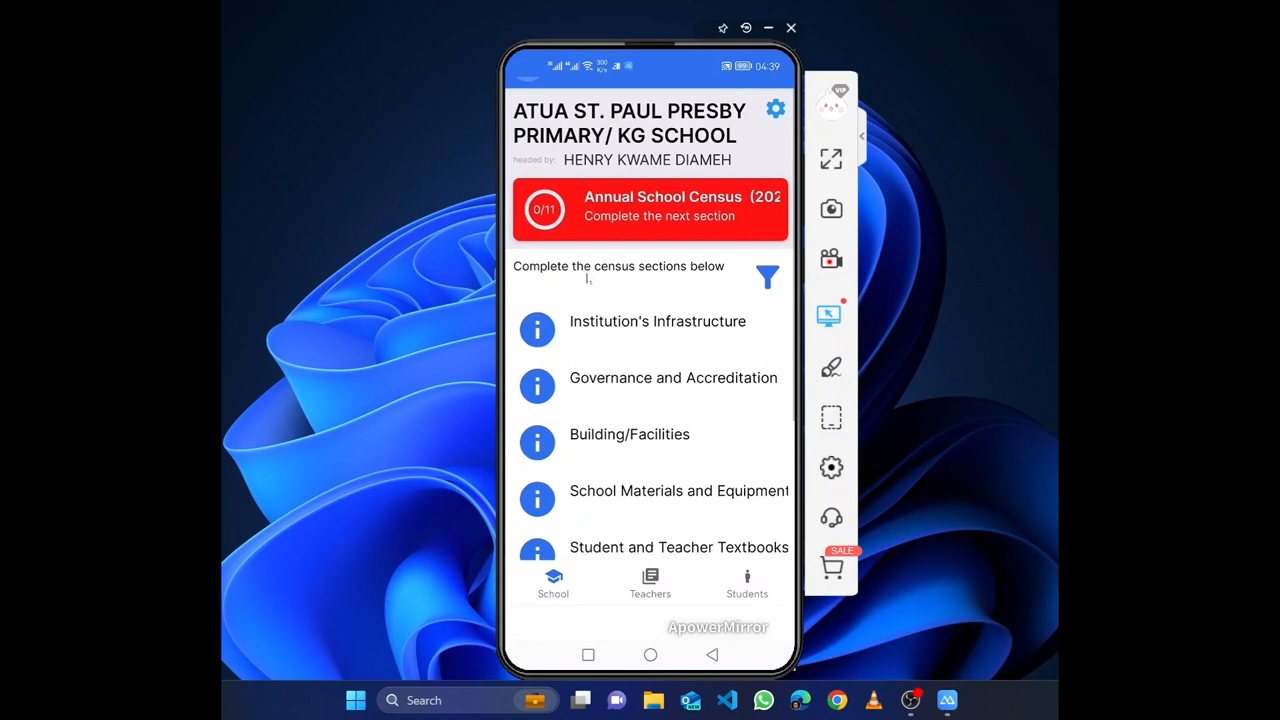 300
K/s
04:39
VIP
ATUA ST. PAUL PRESBY
PRIMARY/ KG SCHOOL
headed by: HENRY KWAME DIAMEH
0/11
Annual School Census (202
Complete the next section
Complete the census sections below
Institution's Infrastructure
Governance and Accreditation
Building/Facilities
School Materials and Equipment
Student and Teacher Textbooks
SALE
School
Teachers
Students
ApowerMirror
Search